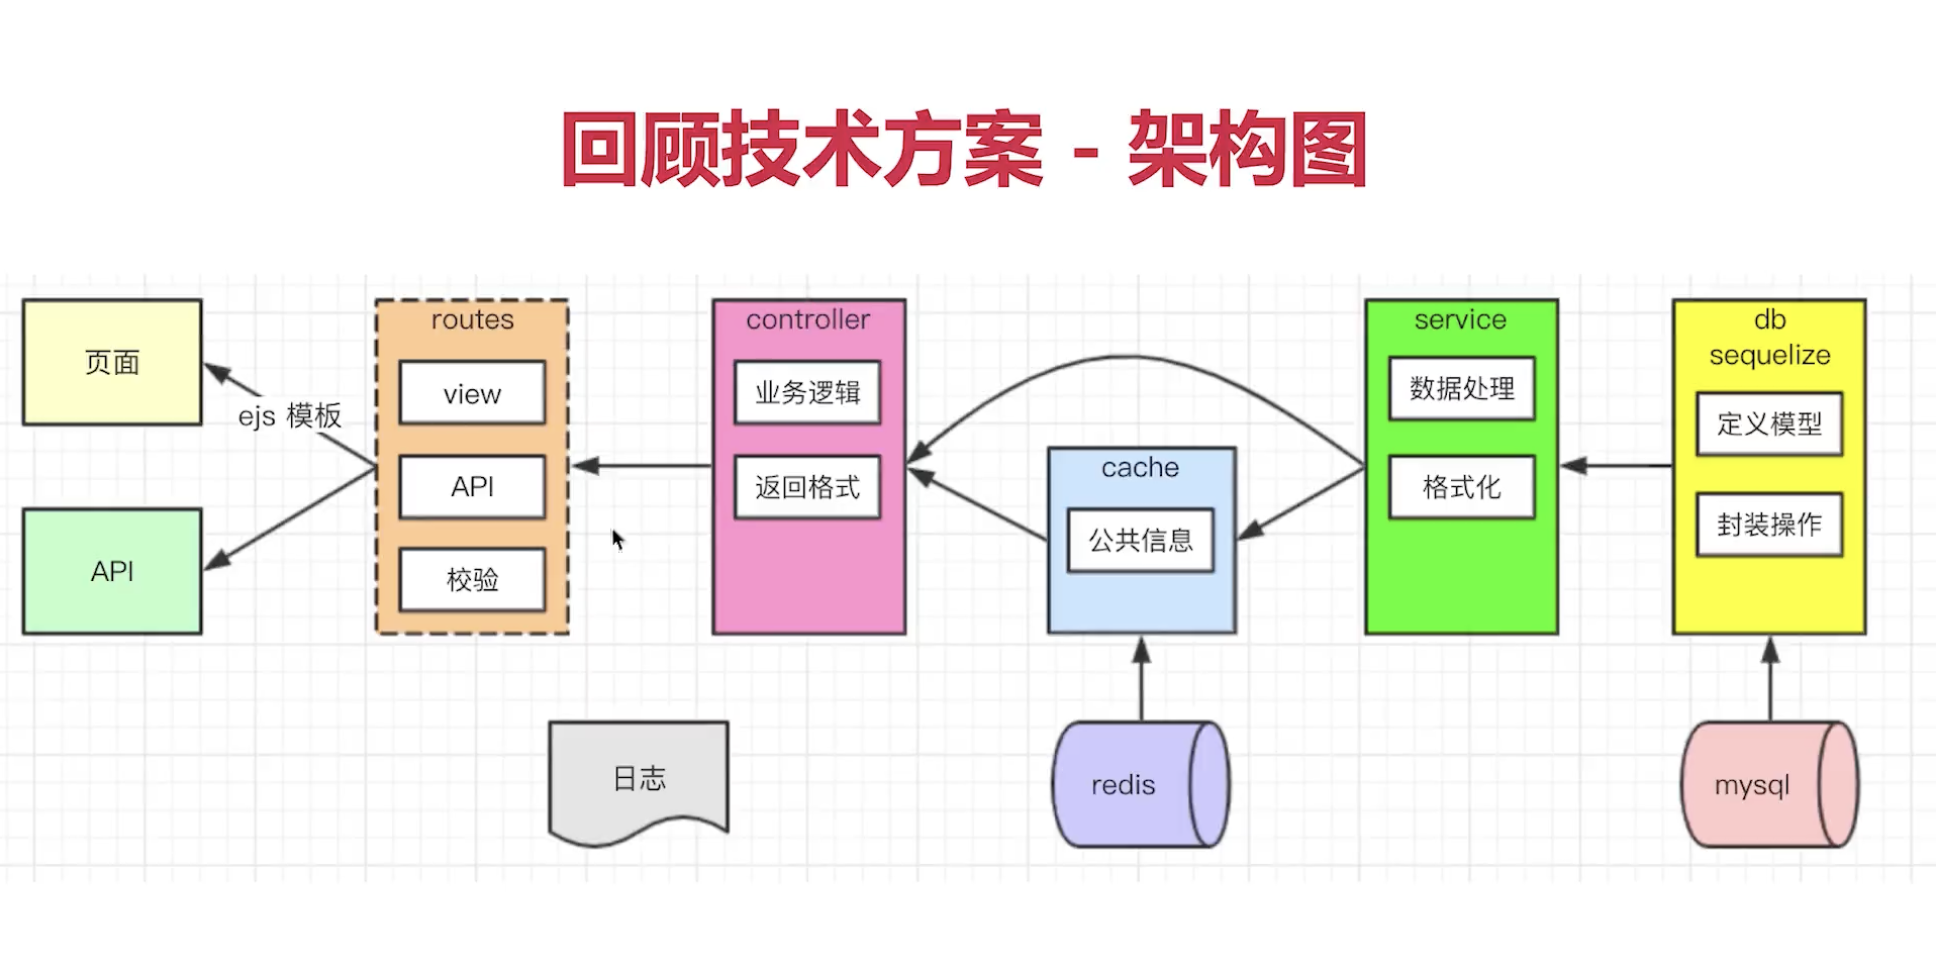 回顾技术方案 - 架构图
页面
ejs 模板
API
routes
view
API
校验
controller
业务逻辑
返回格式
cache
公共信息
service
数据处理
格式化
db
sequelize
定义模型
封装操作
日志
redis
mysql